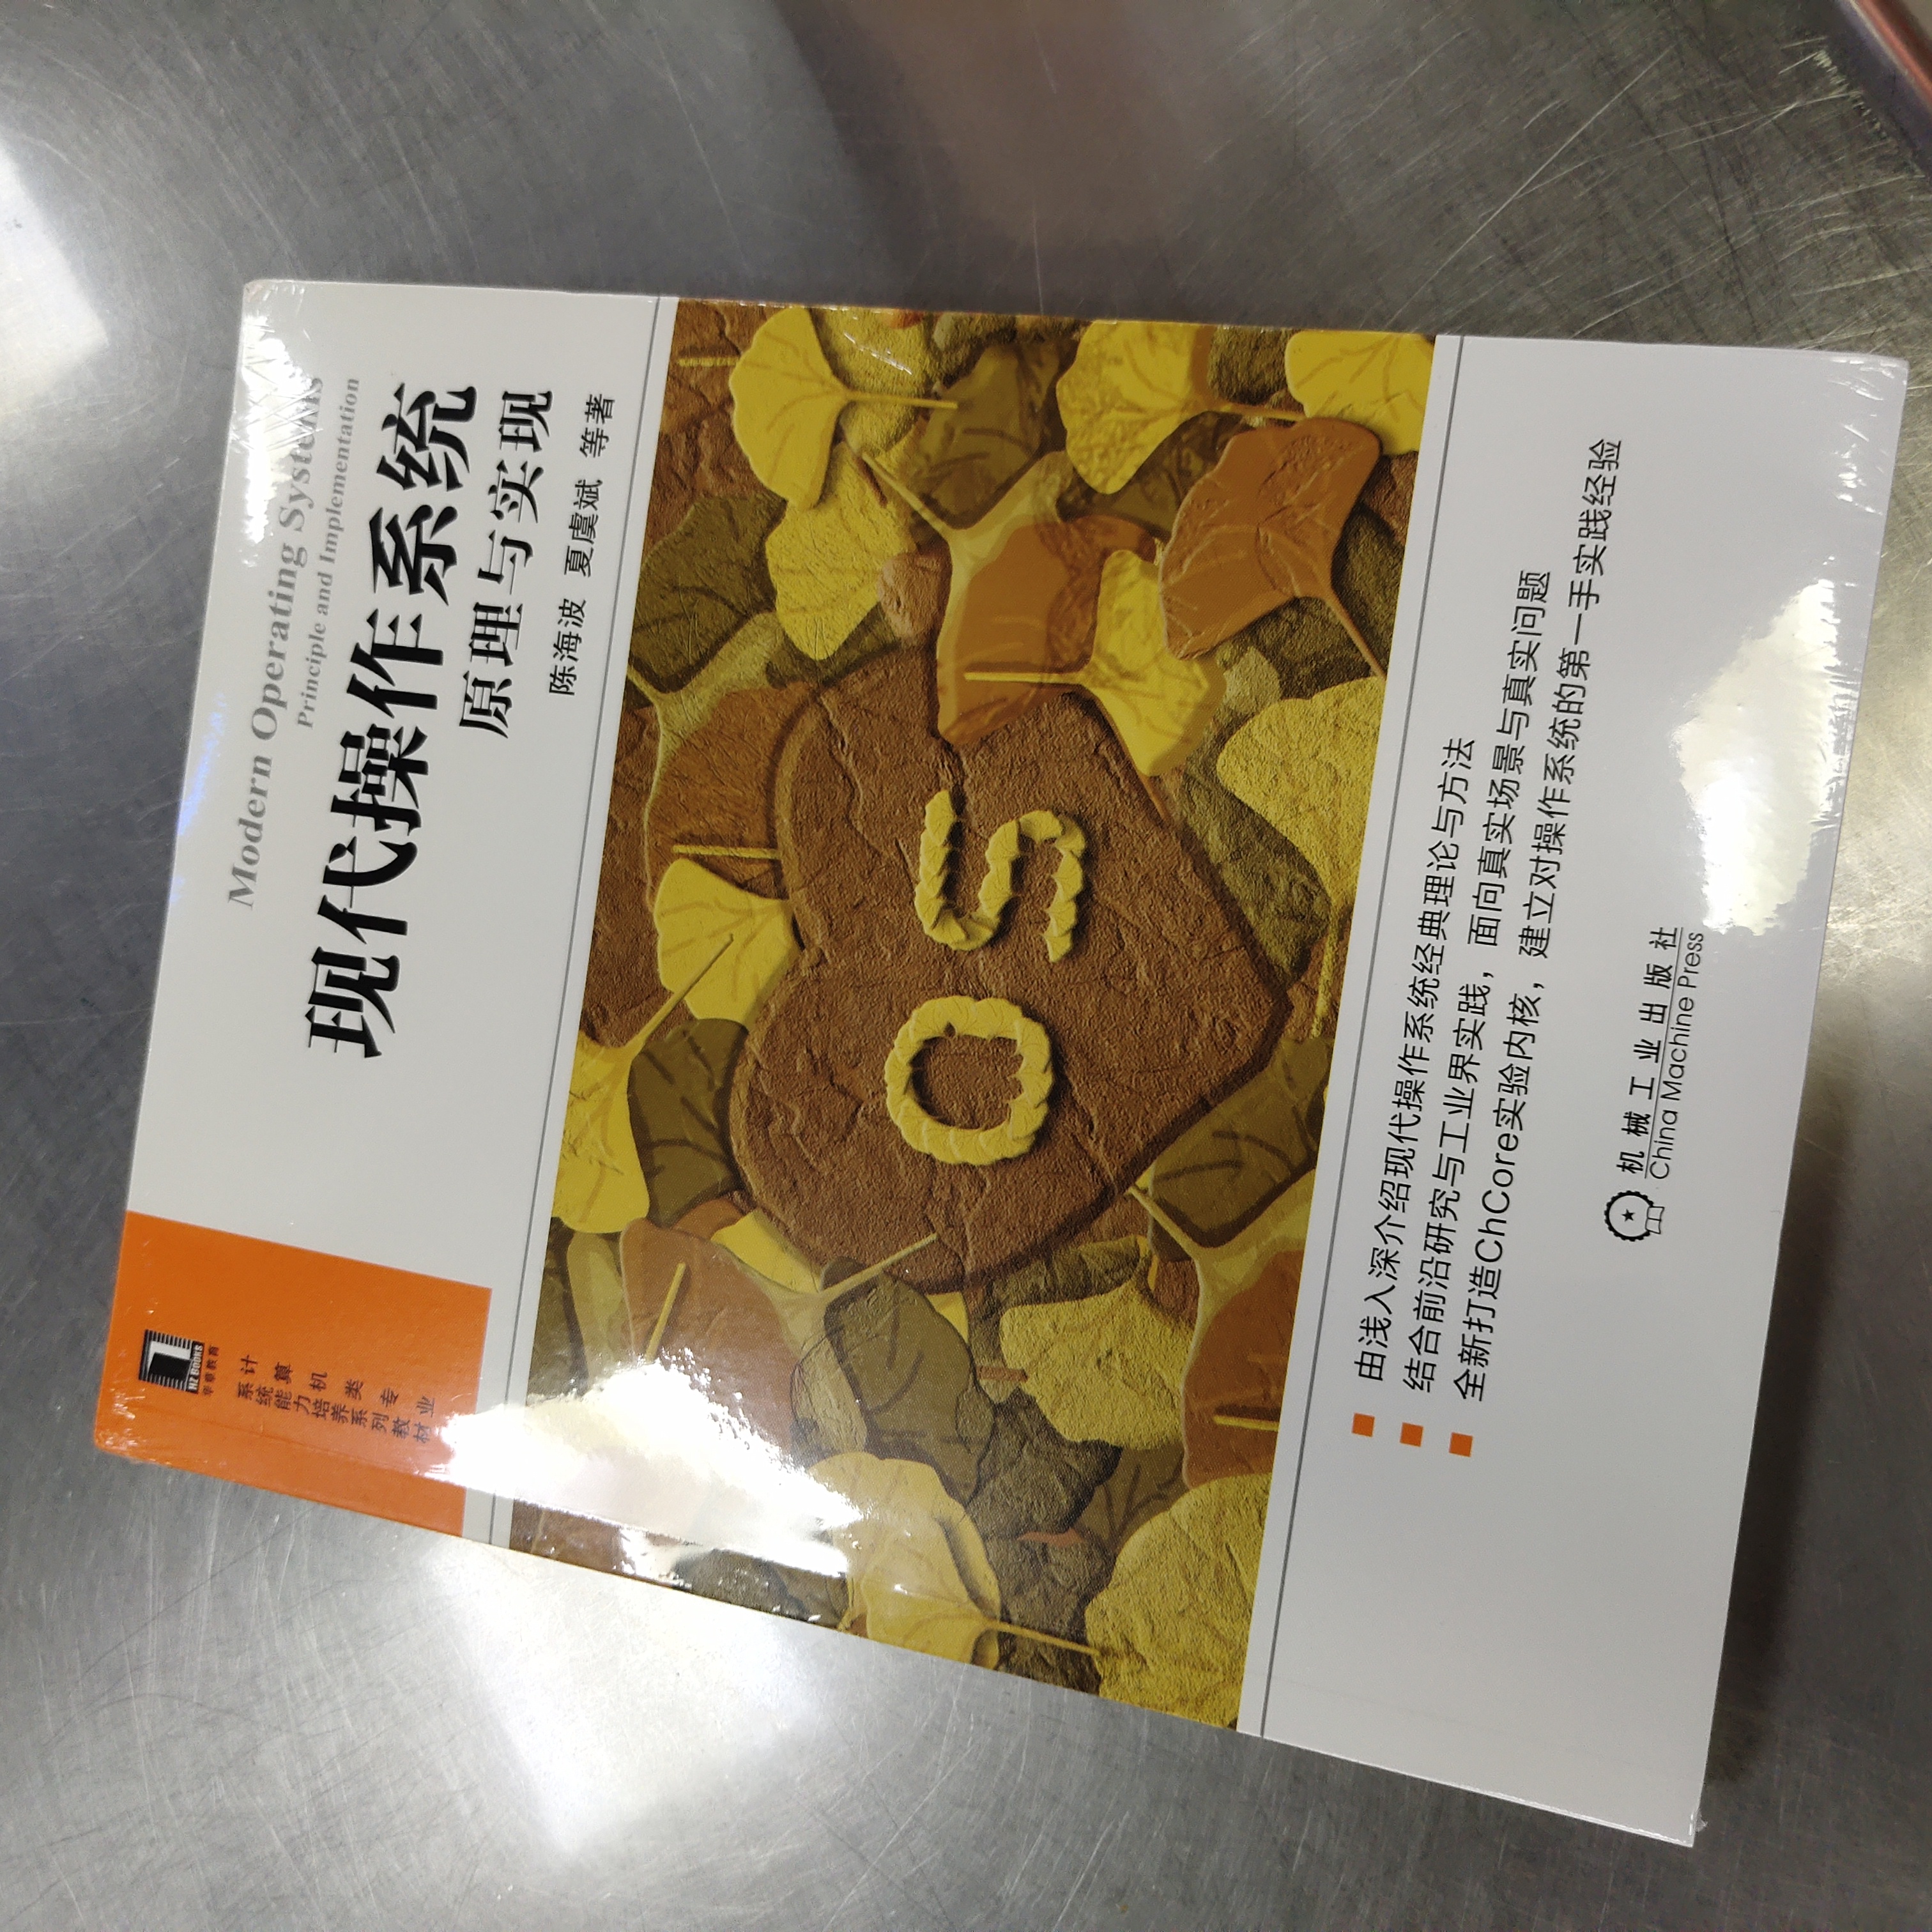 HZ BOOKS
华章教育
计算机类专业
系统能力培养系列教材
Modern Operating Systems
Principle and Implementation
现代操作系统
原理与实现
陈海波 夏虞斌 等著
OS
由浅入深介绍现代操作系统经典理论与方法
结合前沿研究与工业界实践，面向真实场景与真实问题
全新打造ChCore实验内核，建立对操作系统的第一手实践经验
机械工业出版社
China Machine Press